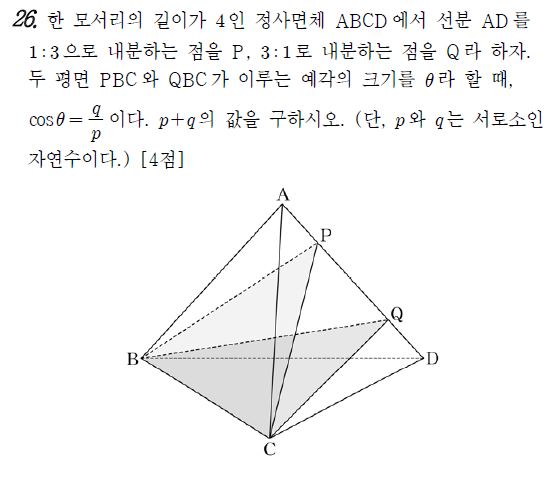 26. 한 모서리의 길이가 4인 정사면체 ABCD에서 선분 AD를
1:3으로 내분하는 점을 P, 3:1로 내분하는 점을 Q라 하자.
두 평면 PBC와 QBC가 이루는 예각의 크기를 θ라 할 때,
cosθ = q/p 이다. p+q의 값을 구하시오. (단, p와 q는 서로소인
자연수이다.) [4점]
A
P
Q
B
D
C